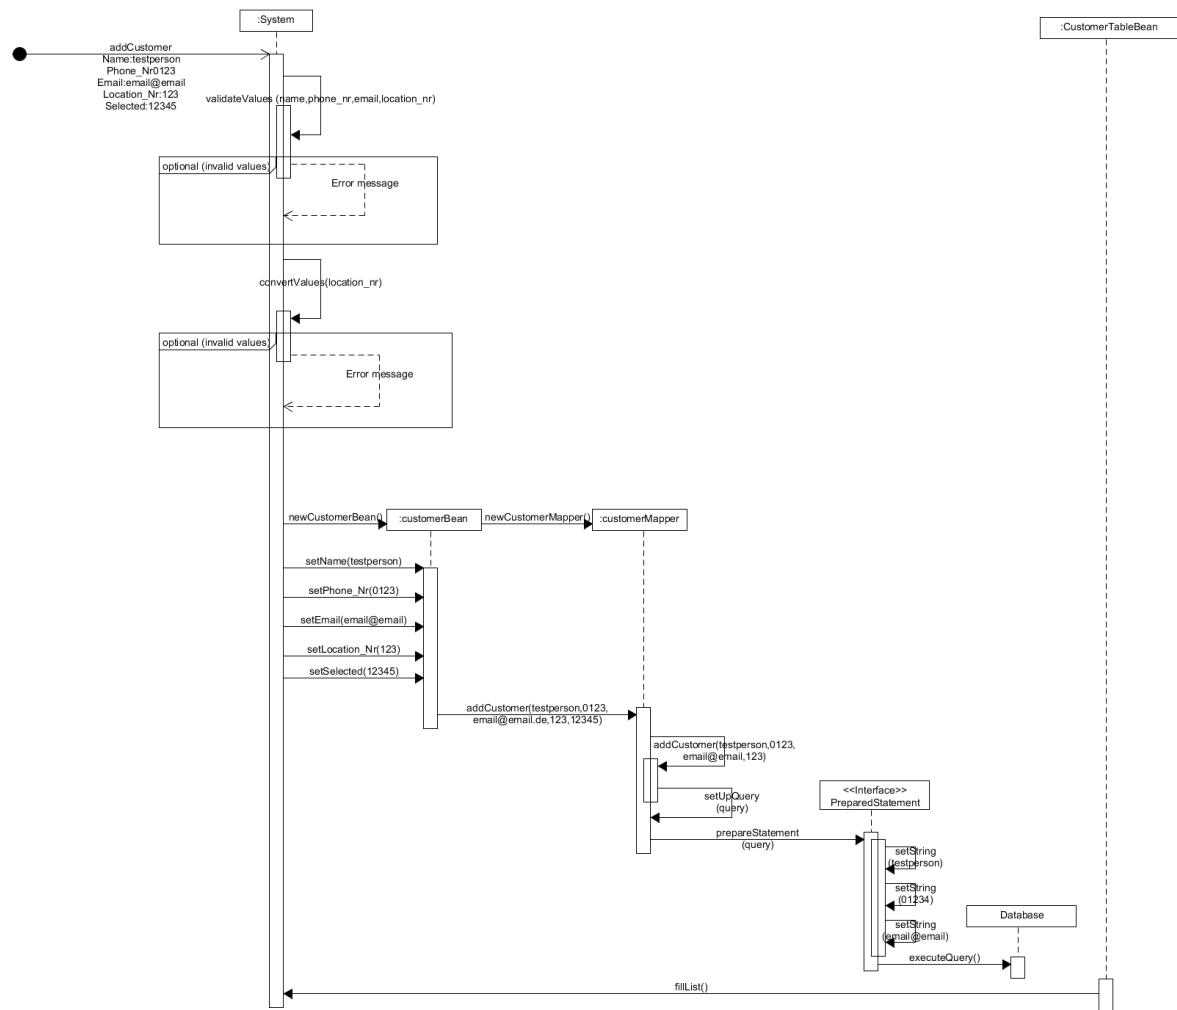 :System
:CustomerTableBean
addCustomer
Name:testperson
Phone_Nr0123
Email:email@email
Location_Nr:123
Selected:12345
validateValues (name,phone_nr,email,location_nr)
optional (invalid values)
Error message
convertValues(location_nr)
optional (invalid values)
Error message
newCustomerBean()
:customerBean
newCustomerMapper()
:customerMapper
setName(testperson)
setPhone_Nr(0123)
setEmail(email@email)
setLocation_Nr(123)
setSelected(12345)
addCustomer(testperson,0123,
email@email.de,123,12345)
addCustomer(testperson,0123,
email@email,123)
setUpQuery
(query)
<<Interface>>
PreparedStatement
prepareStatement
(query)
setString
(testperson)
setString
(01234)
setString
(email@email)
Database
executeQuery()
fillList()